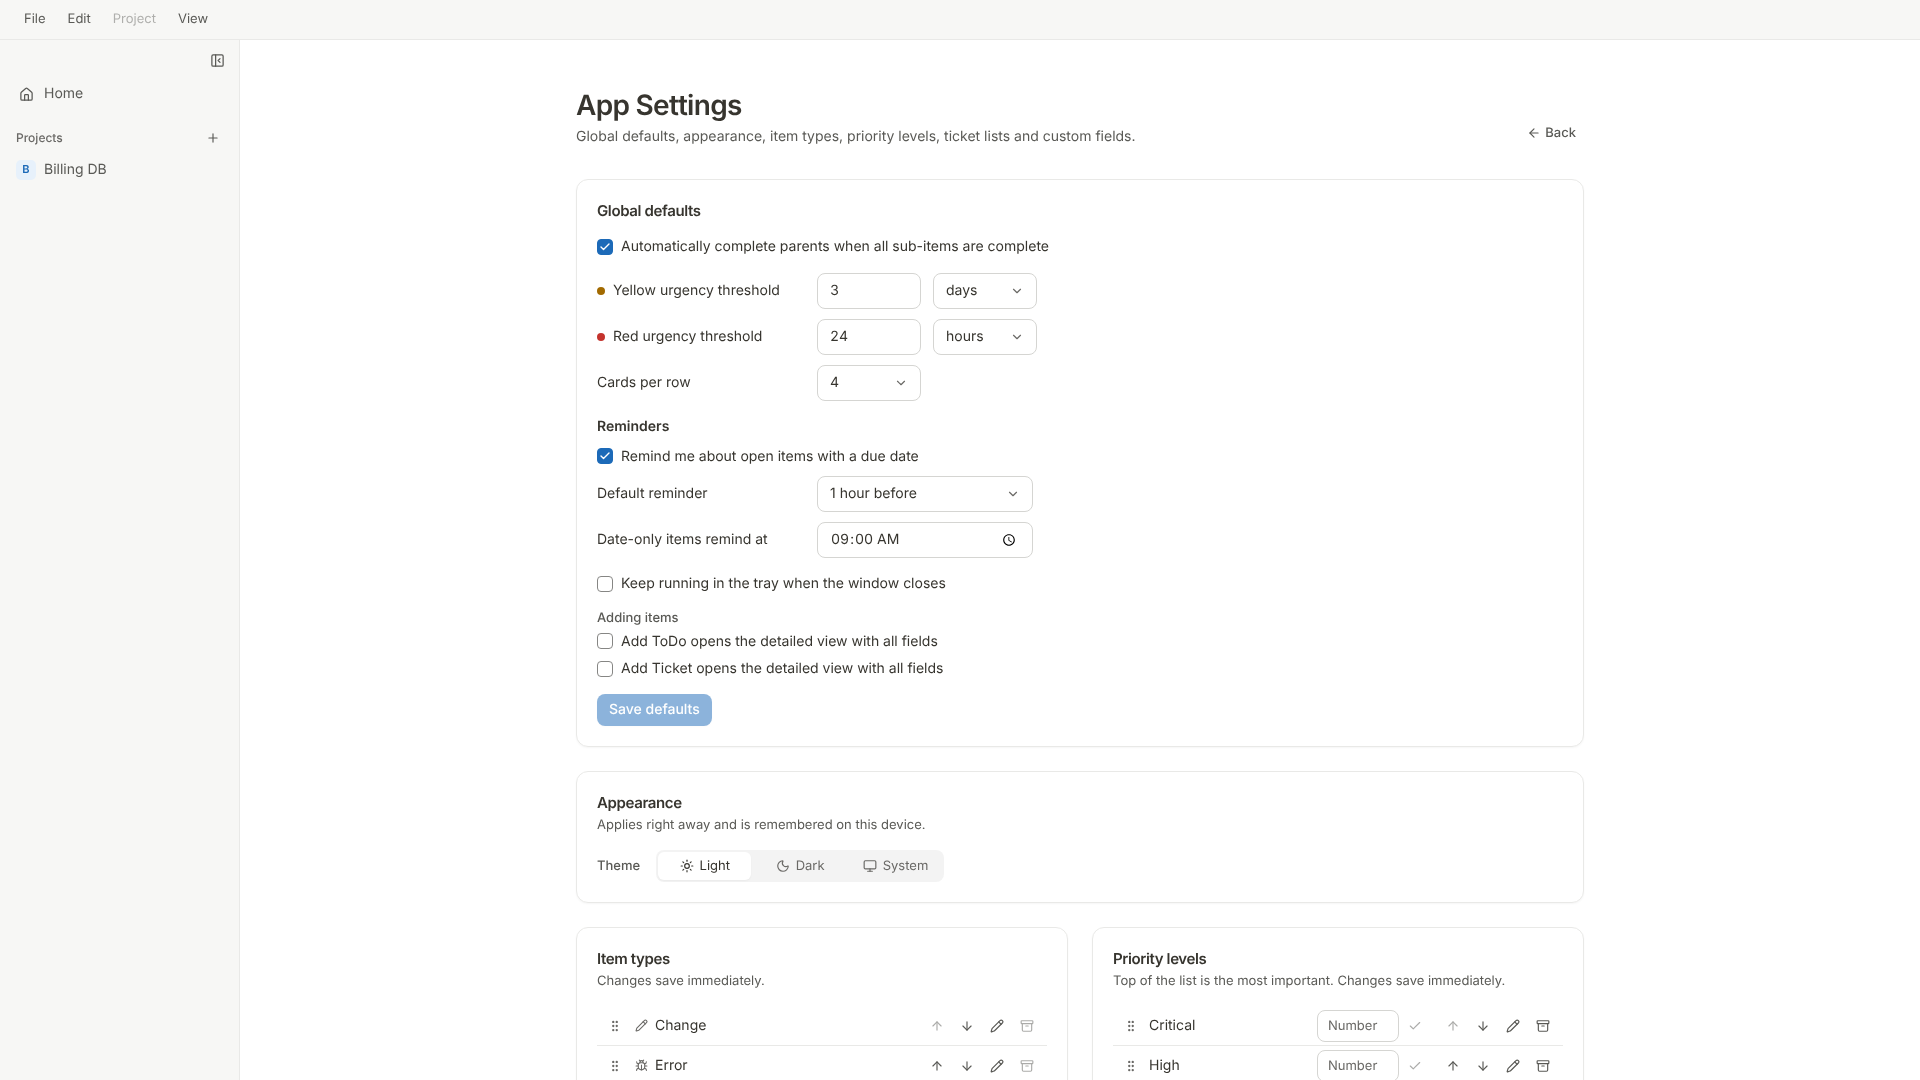 File Edit Project View
Home
Projects
B Billing DB
App Settings
Global defaults, appearance, item types, priority levels, ticket lists and custom fields.
Back
Global defaults
Automatically complete parents when all sub-items are complete
Yellow urgency threshold 3 days
Red urgency threshold 24 hours
Cards per row 4
Reminders
Remind me about open items with a due date
Default reminder 1 hour before
Date-only items remind at 09:00 AM
Keep running in the tray when the window closes
Adding items
Add ToDo opens the detailed view with all fields
Add Ticket opens the detailed view with all fields
Save defaults
Appearance
Applies right away and is remembered on this device.
Theme Light Dark System
Item types
Changes save immediately.
Change
Error
Priority levels
Top of the list is the most important. Changes save immediately.
Critical Number
High Number